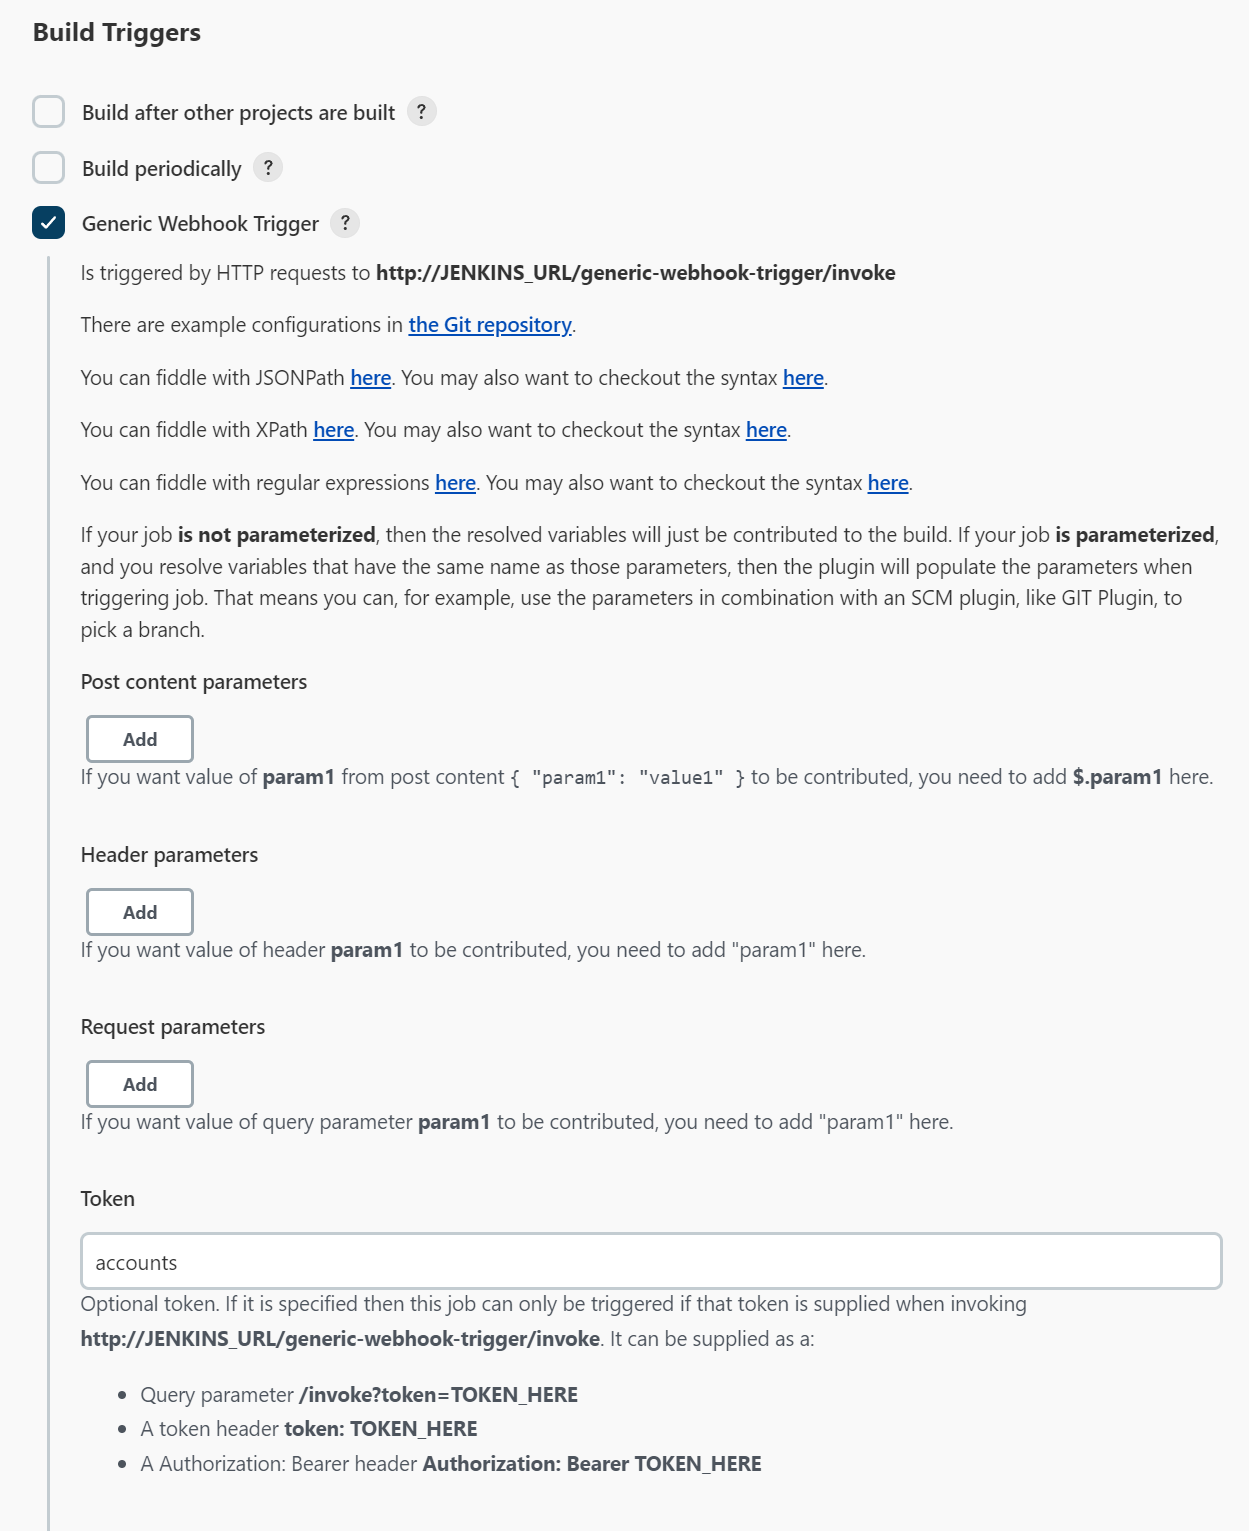 Build Triggers
Build after other projects are built ?
Build periodically ?
Generic Webhook Trigger ?
Is triggered by HTTP requests to http://JENKINS_URL/generic-webhook-trigger/invoke
There are example configurations in the Git repository.
You can fiddle with JSONPath here. You may also want to checkout the syntax here.
You can fiddle with XPath here. You may also want to checkout the syntax here.
You can fiddle with regular expressions here. You may also want to checkout the syntax here.
If your job is not parameterized, then the resolved variables will just be contributed to the build. If your job is parameterized,
and you resolve variables that have the same name as those parameters, then the plugin will populate the parameters when
triggering job. That means you can, for example, use the parameters in combination with an SCM plugin, like GIT Plugin, to
pick a branch.
Post content parameters
Add
If you want value of param1 from post content { "param1": "value1" } to be contributed, you need to add $.param1 here.
Header parameters
Add
If you want value of header param1 to be contributed, you need to add "param1" here.
Request parameters
Add
If you want value of query parameter param1 to be contributed, you need to add "param1" here.
Token
accounts
Optional token. If it is specified then this job can only be triggered if that token is supplied when invoking
http://JENKINS_URL/generic-webhook-trigger/invoke. It can be supplied as a:
• Query parameter /invoke?token=TOKEN_HERE
• A token header token: TOKEN_HERE
• A Authorization: Bearer header Authorization: Bearer TOKEN_HERE